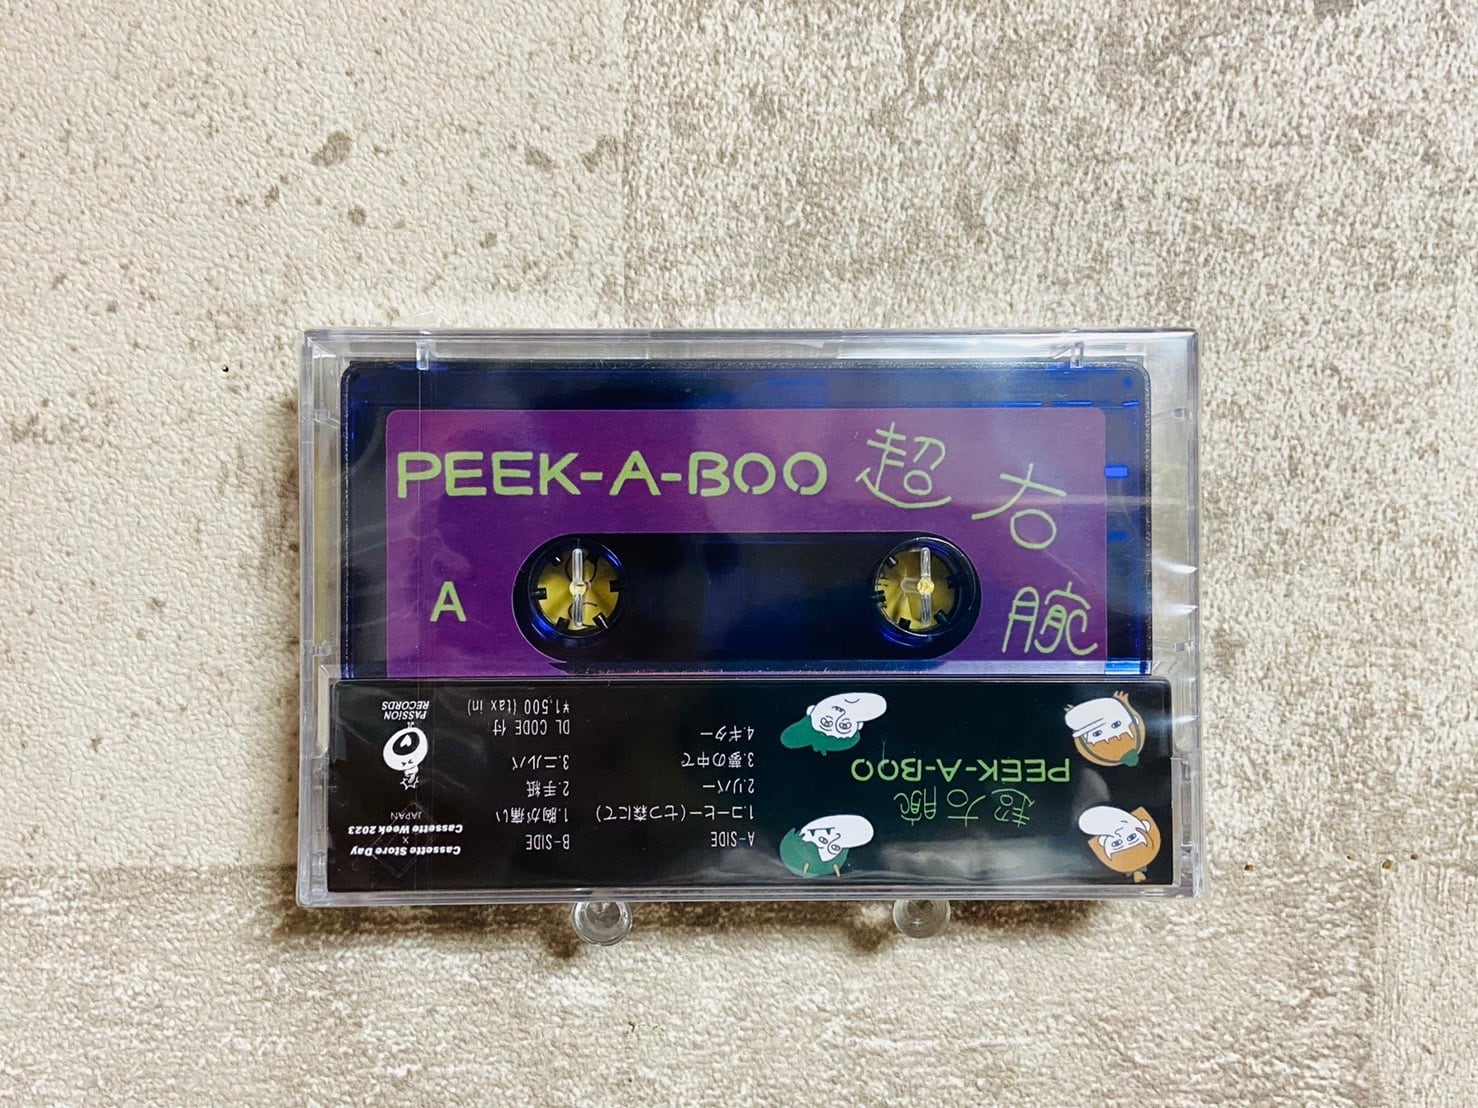 PEEK-A-BOO 超右腕
A
超右腕
PEEK-A-BOO
A-SIDE
1.コーヒー(七つ森にて)
2.リバー
3.夢の中で
4.ギター
B-SIDE
1.胸が痛い
2.手紙
3.ニルバ
DL CODE 付
¥1,500 (tax in)
Cassette Store Day
X
Cassette Week 2023
JAPAN
PASSION
RECORDS